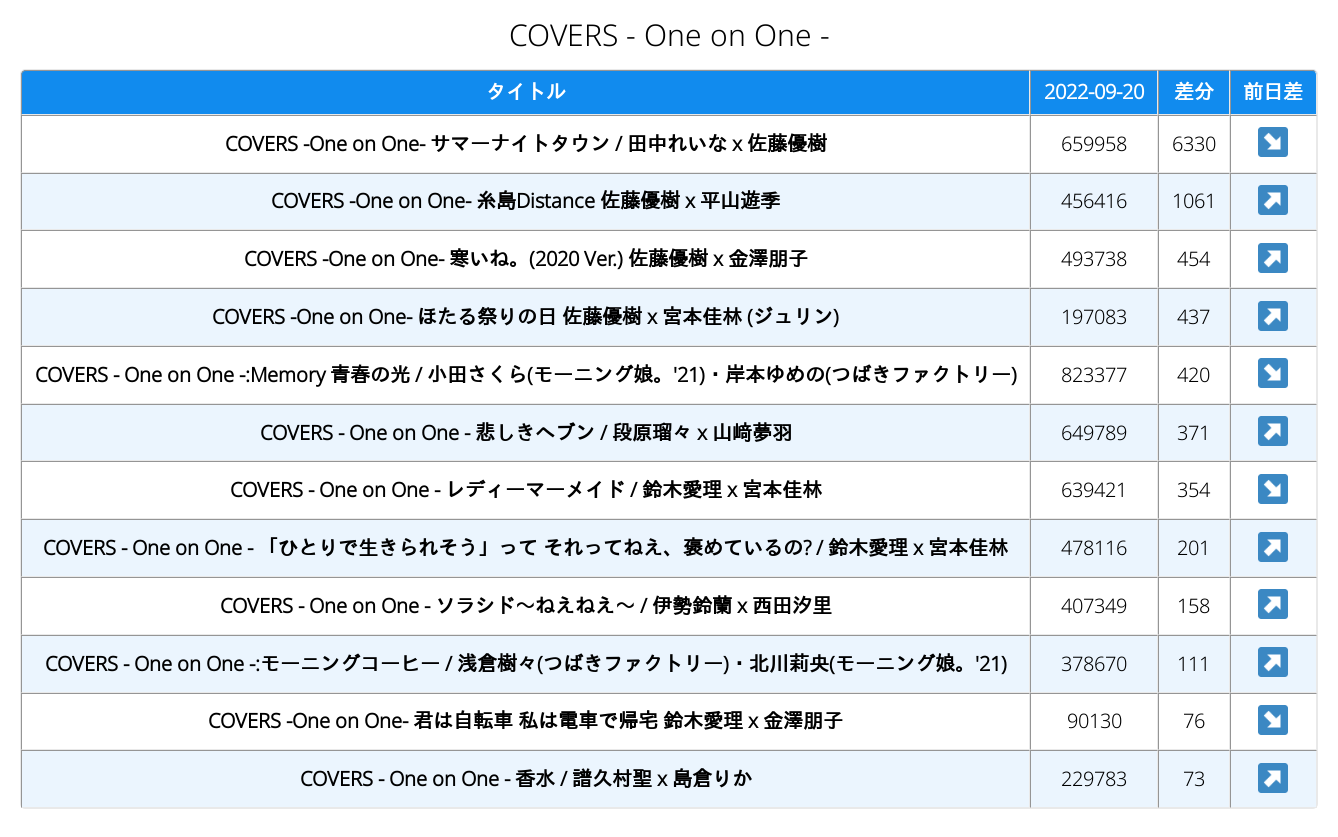 COVERS - One on One -
タイトル 2022-09-20 差分 前日差
COVERS -One on One- サマーナイトタウン / 田中れいな x 佐藤優樹 659958 6330
COVERS -One on One- 糸島Distance 佐藤優樹 x 平山遊季 456416 1061
COVERS -One on One- 寒いね。(2020 Ver.) 佐藤優樹 x 金澤朋子 493738 454
COVERS -One on One- ほたる祭りの日 佐藤優樹 x 宮本佳林 (ジュリン) 197083 437
COVERS - One on One -:Memory 青春の光 / 小田さくら(モーニング娘。'21)・岸本ゆめの(つばきファクトリー) 823377 420
COVERS - One on One - 悲しきヘブン / 段原瑠々 x 山﨑夢羽 649789 371
COVERS - One on One - レディーマーメイド / 鈴木愛理 x 宮本佳林 639421 354
COVERS - One on One - 「ひとりで生きられそう」って それってねえ、褒めているの? / 鈴木愛理 x 宮本佳林 478116 201
COVERS - One on One - ソラシド〜ねえねえ〜 / 伊勢鈴蘭 x 西田汐里 407349 158
COVERS - One on One -:モーニングコーヒー / 浅倉樹々(つばきファクトリー)・北川莉央(モーニング娘。'21) 378670 111
COVERS -One on One- 君は自転車 私は電車で帰宅 鈴木愛理 x 金澤朋子 90130 76
COVERS - One on One - 香水 / 譜久村聖 x 島倉りか 229783 73